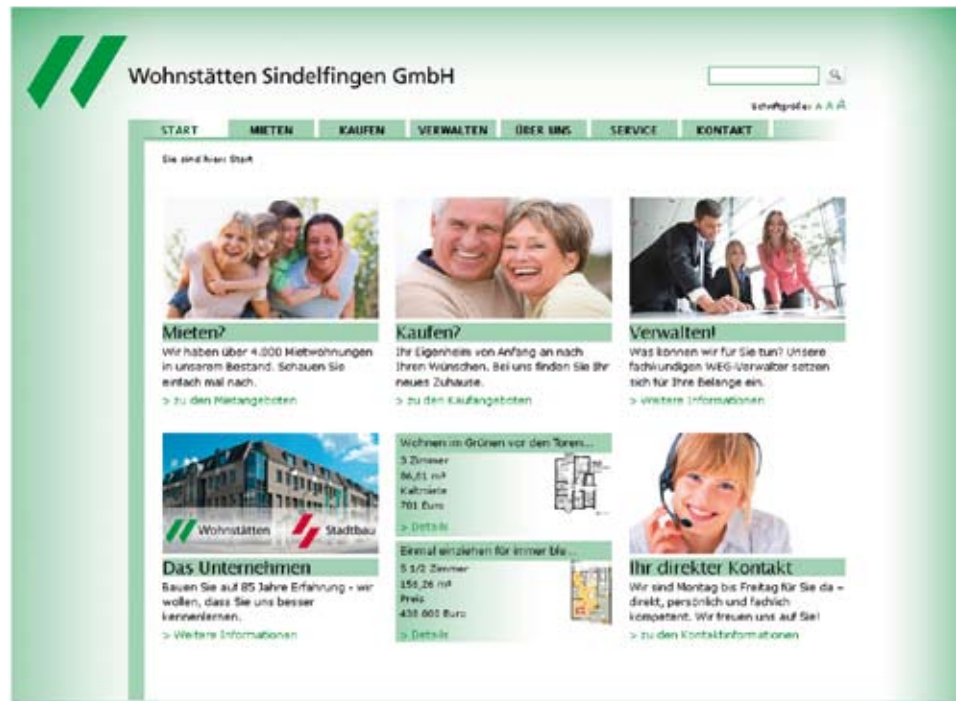 Wohnstätten Sindelfingen GmbH
Schriftgröße: A A A
START MIETEN KAUFEN VERWALTEN ÜBER UNS SERVICE KONTAKT
Sie sind hier: Start
Mieten?
Wir haben über 4.000 Mietwohnungen
in unserem Bestand. Schauen Sie
einfach mal nach.
> zu den Mietangeboten
Kaufen?
Ihr Eigenheim von Anfang an nach
Ihren Wünschen. Bei uns finden Sie Ihr
neues Zuhause.
> zu den Kaufangeboten
Verwalten!
Was können wir für Sie tun? Unsere
fachkundigen WEG-Verwalter setzen
sich für Ihre Belange ein.
> Weitere Informationen
Wohnstätten Stadtbau
Das Unternehmen
Bauen Sie auf 85 Jahre Erfahrung - wir
wollen, dass Sie uns besser
kennenlernen.
> Weitere Informationen
Wohnen im Grünen vor den Toren...
3 Zimmer
86,81 m²
Kaltmiete
701 Euro
> Details
Einmal einziehen für immer ble...
5 1/2 Zimmer
156,26 m²
Preis
> Details
Ihr direkter Kontakt
Wir sind Montag bis Freitag für Sie da –
direkt, persönlich und fachlich
kompetent. Wir freuen uns auf Sie!
> zu den Kontaktinformationen